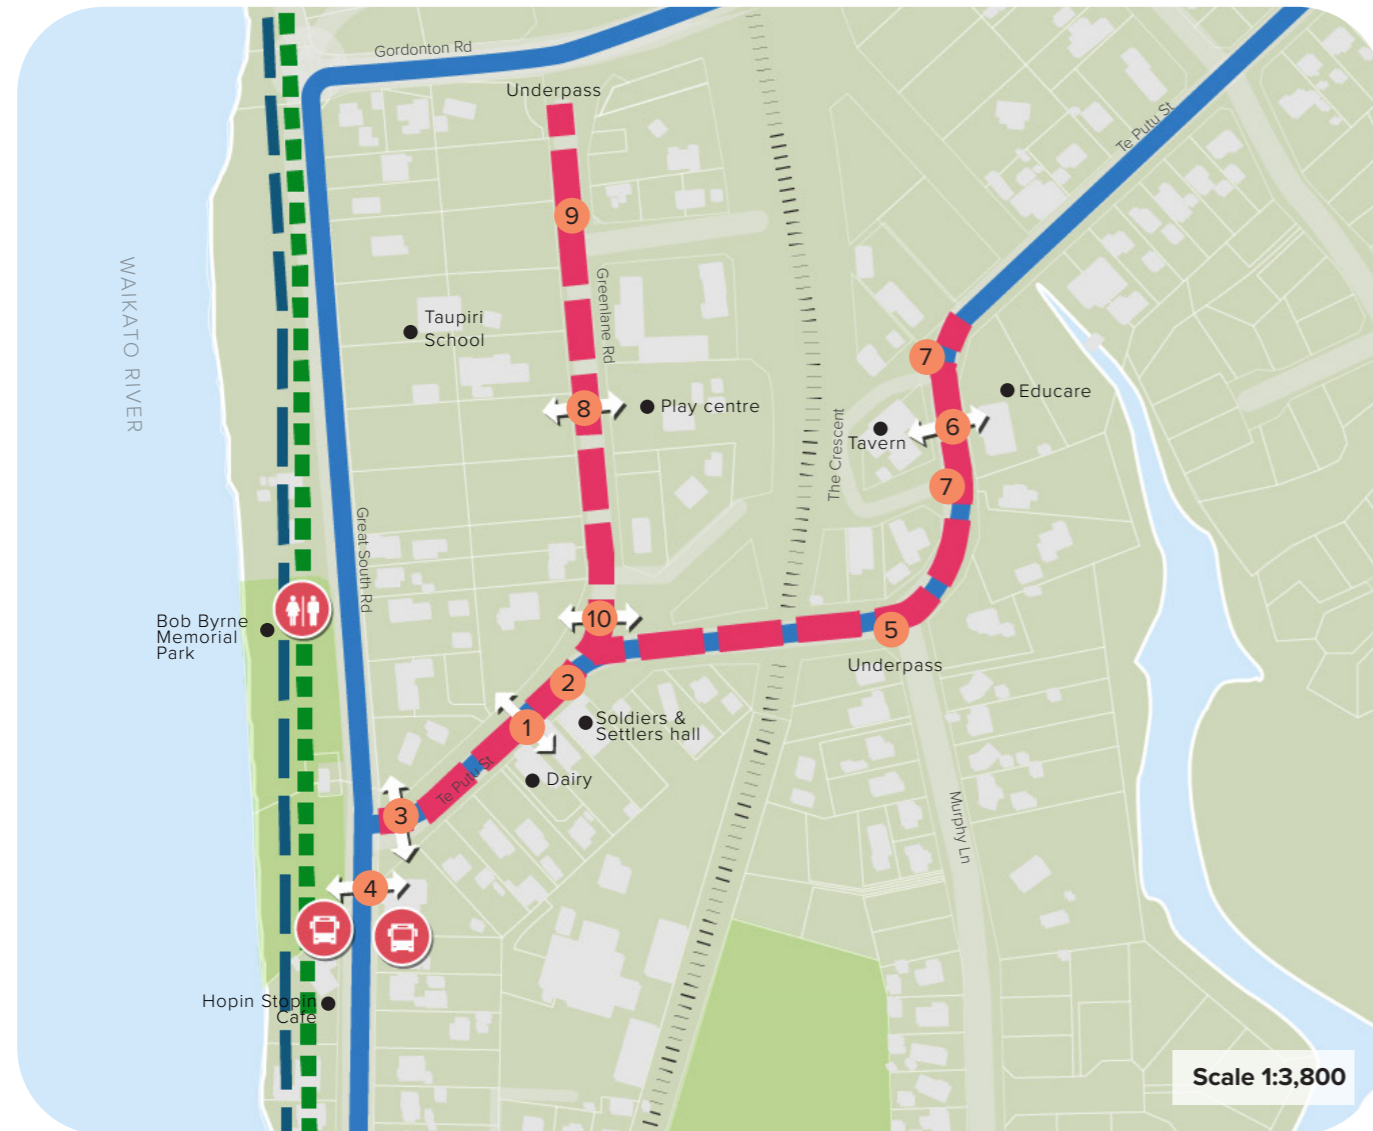 Gordonton Rd
Underpass
Te Putu St
9
WAIKATO RIVER
Greenlane Rd
Taupiri
School
7
Educare
8
Play centre
6
Tavern
The Crescent
7
Great South Rd
Bob Byrne
Memorial
Park
10
5
Underpass
2
1
Soldiers &
Settlers hall
Te Putu St
Dairy
3
Murphy Ln
4
Hopin Stopin
Cafe
Scale 1:3,800